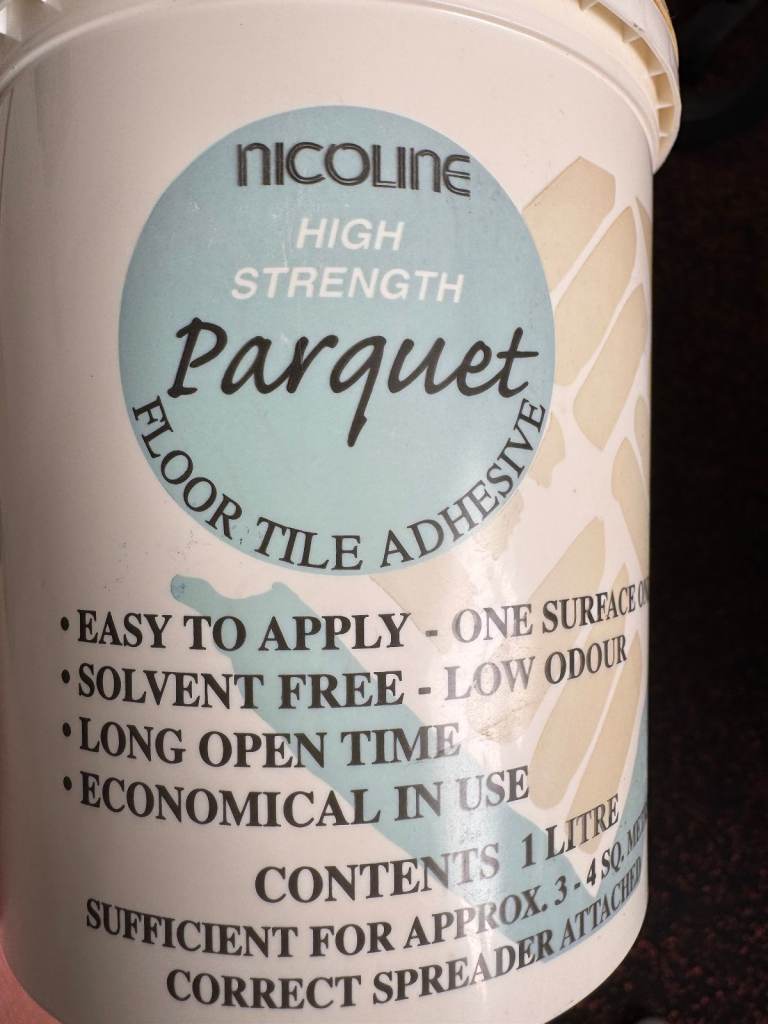 NICOLINE
HIGH
STRENGTH
Parquet
FLOOR TILE ADHESIVE
• EASY TO APPLY - ONE SURFACE
• SOLVENT FREE - LOW ODOUR
• LONG OPEN TIME
• ECONOMICAL IN USE
CONTENTS 1 LITRE
SUFFICIENT FOR APPROX. 3 - 4 SQ.
CORRECT SPREADER ATTACHED